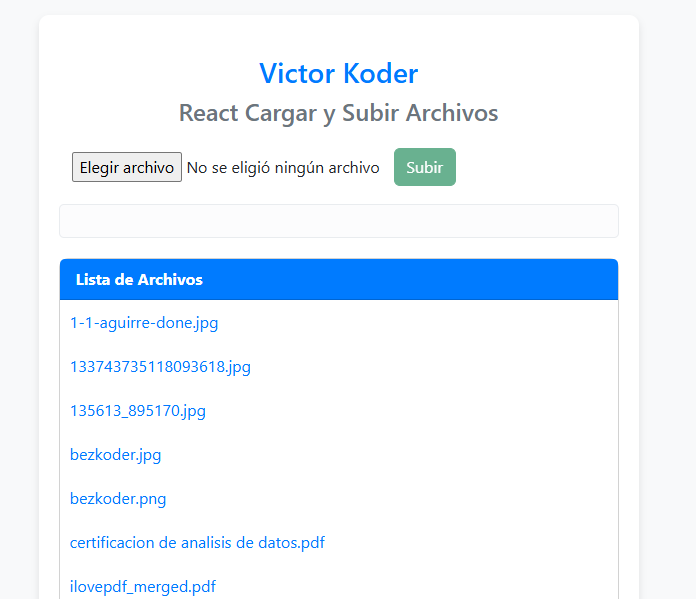 Victor Koder
React Cargar y Subir Archivos
Elegir archivo No se eligió ningún archivo Subir
Lista de Archivos
1-1-aguirre-done.jpg
133743735118093618.jpg
135613_895170.jpg
bezkoder.jpg
bezkoder.png
certificacion de analisis de datos.pdf
ilovepdf_merged.pdf